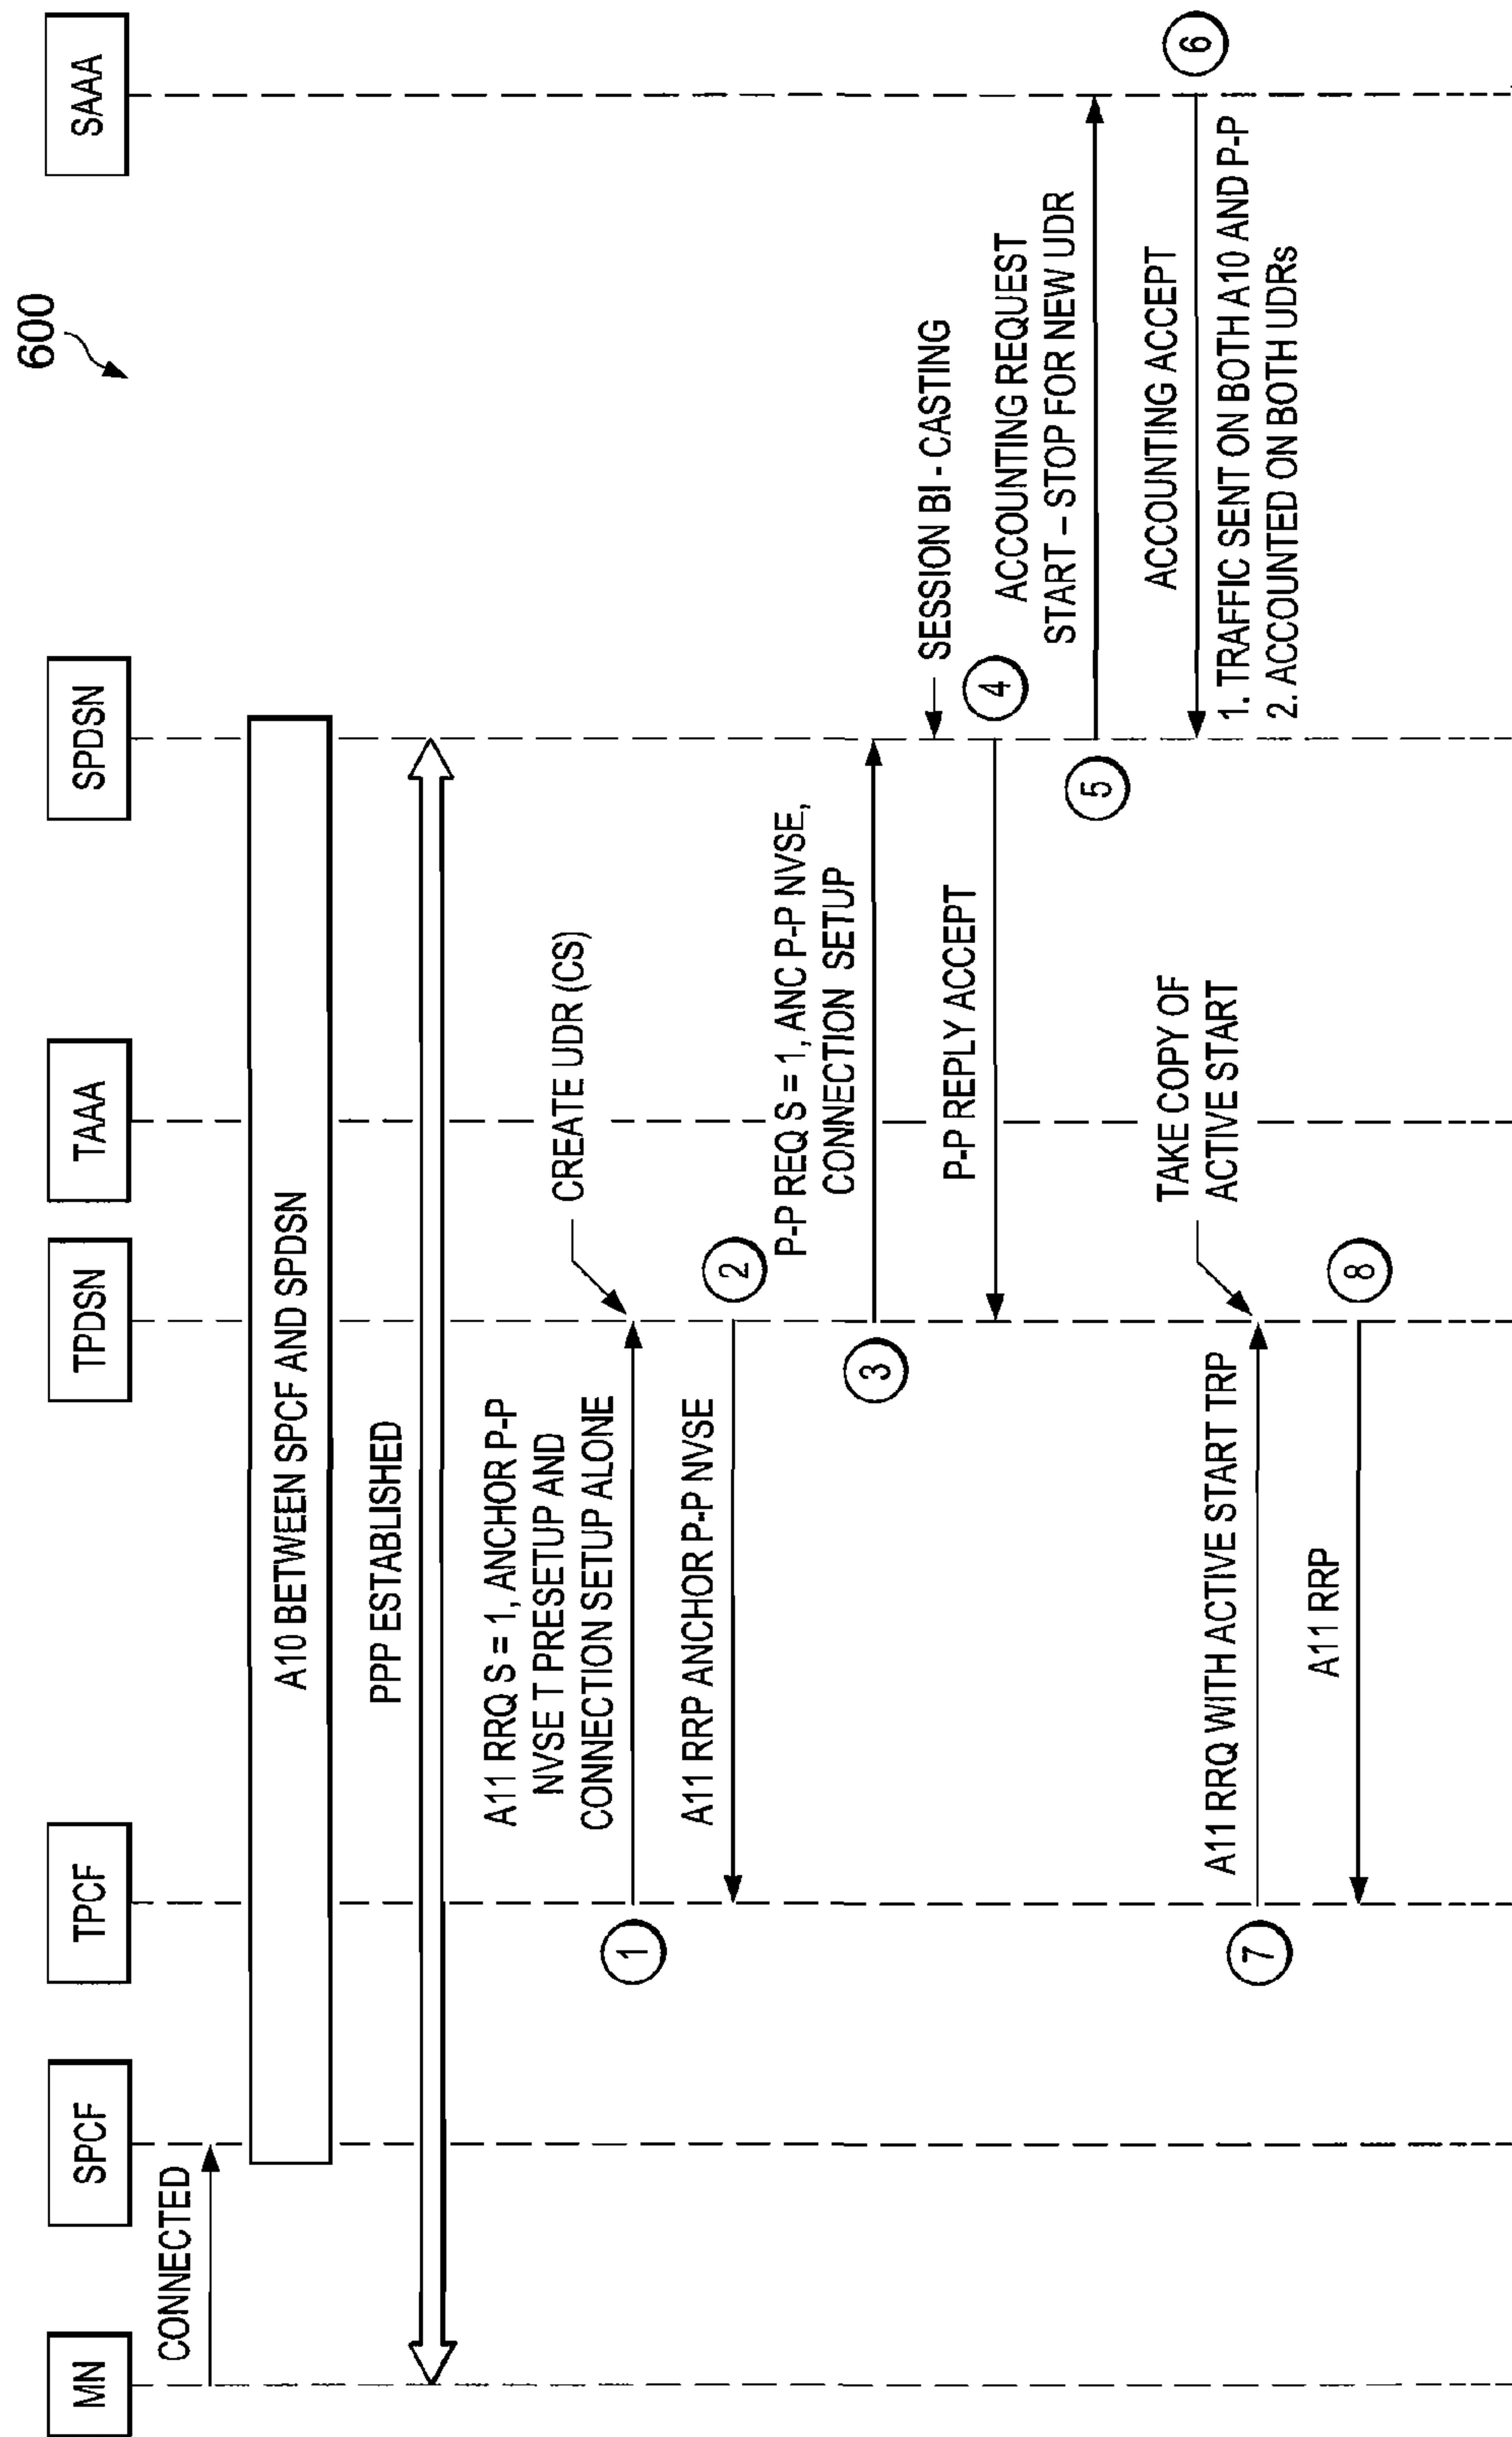 600
MN
SPCF
TPCF
TPDSN
TAAA
SPDSN
SAAA
CONNECTED
A10 BETWEEN SPCF AND SPDSN
PPP ESTABLISHED
A11 RRQ S = 1, ANCHOR P-P
NVSE T PRESETUP AND
CONNECTION SETUP ALONE
CREATE UDR (CS)
1
A11 RRP ANCHOR P-P NVSE
2
P-P REQ S = 1, ANC P-P NVSE,
CONNECTION SETUP
3
SESSION BI - CASTING
P-P REPLY ACCEPT
4
ACCOUNTING REQUEST
START – STOP FOR NEW UDR
5
ACCOUNTING ACCEPT
6
1. TRAFFIC SENT ON BOTH A10 AND P-P
2. ACCOUNTED ON BOTH UDRs
TAKE COPY OF
ACTIVE START
A11 RRQ WITH ACTIVE START TRP
7
A11 RRP
8